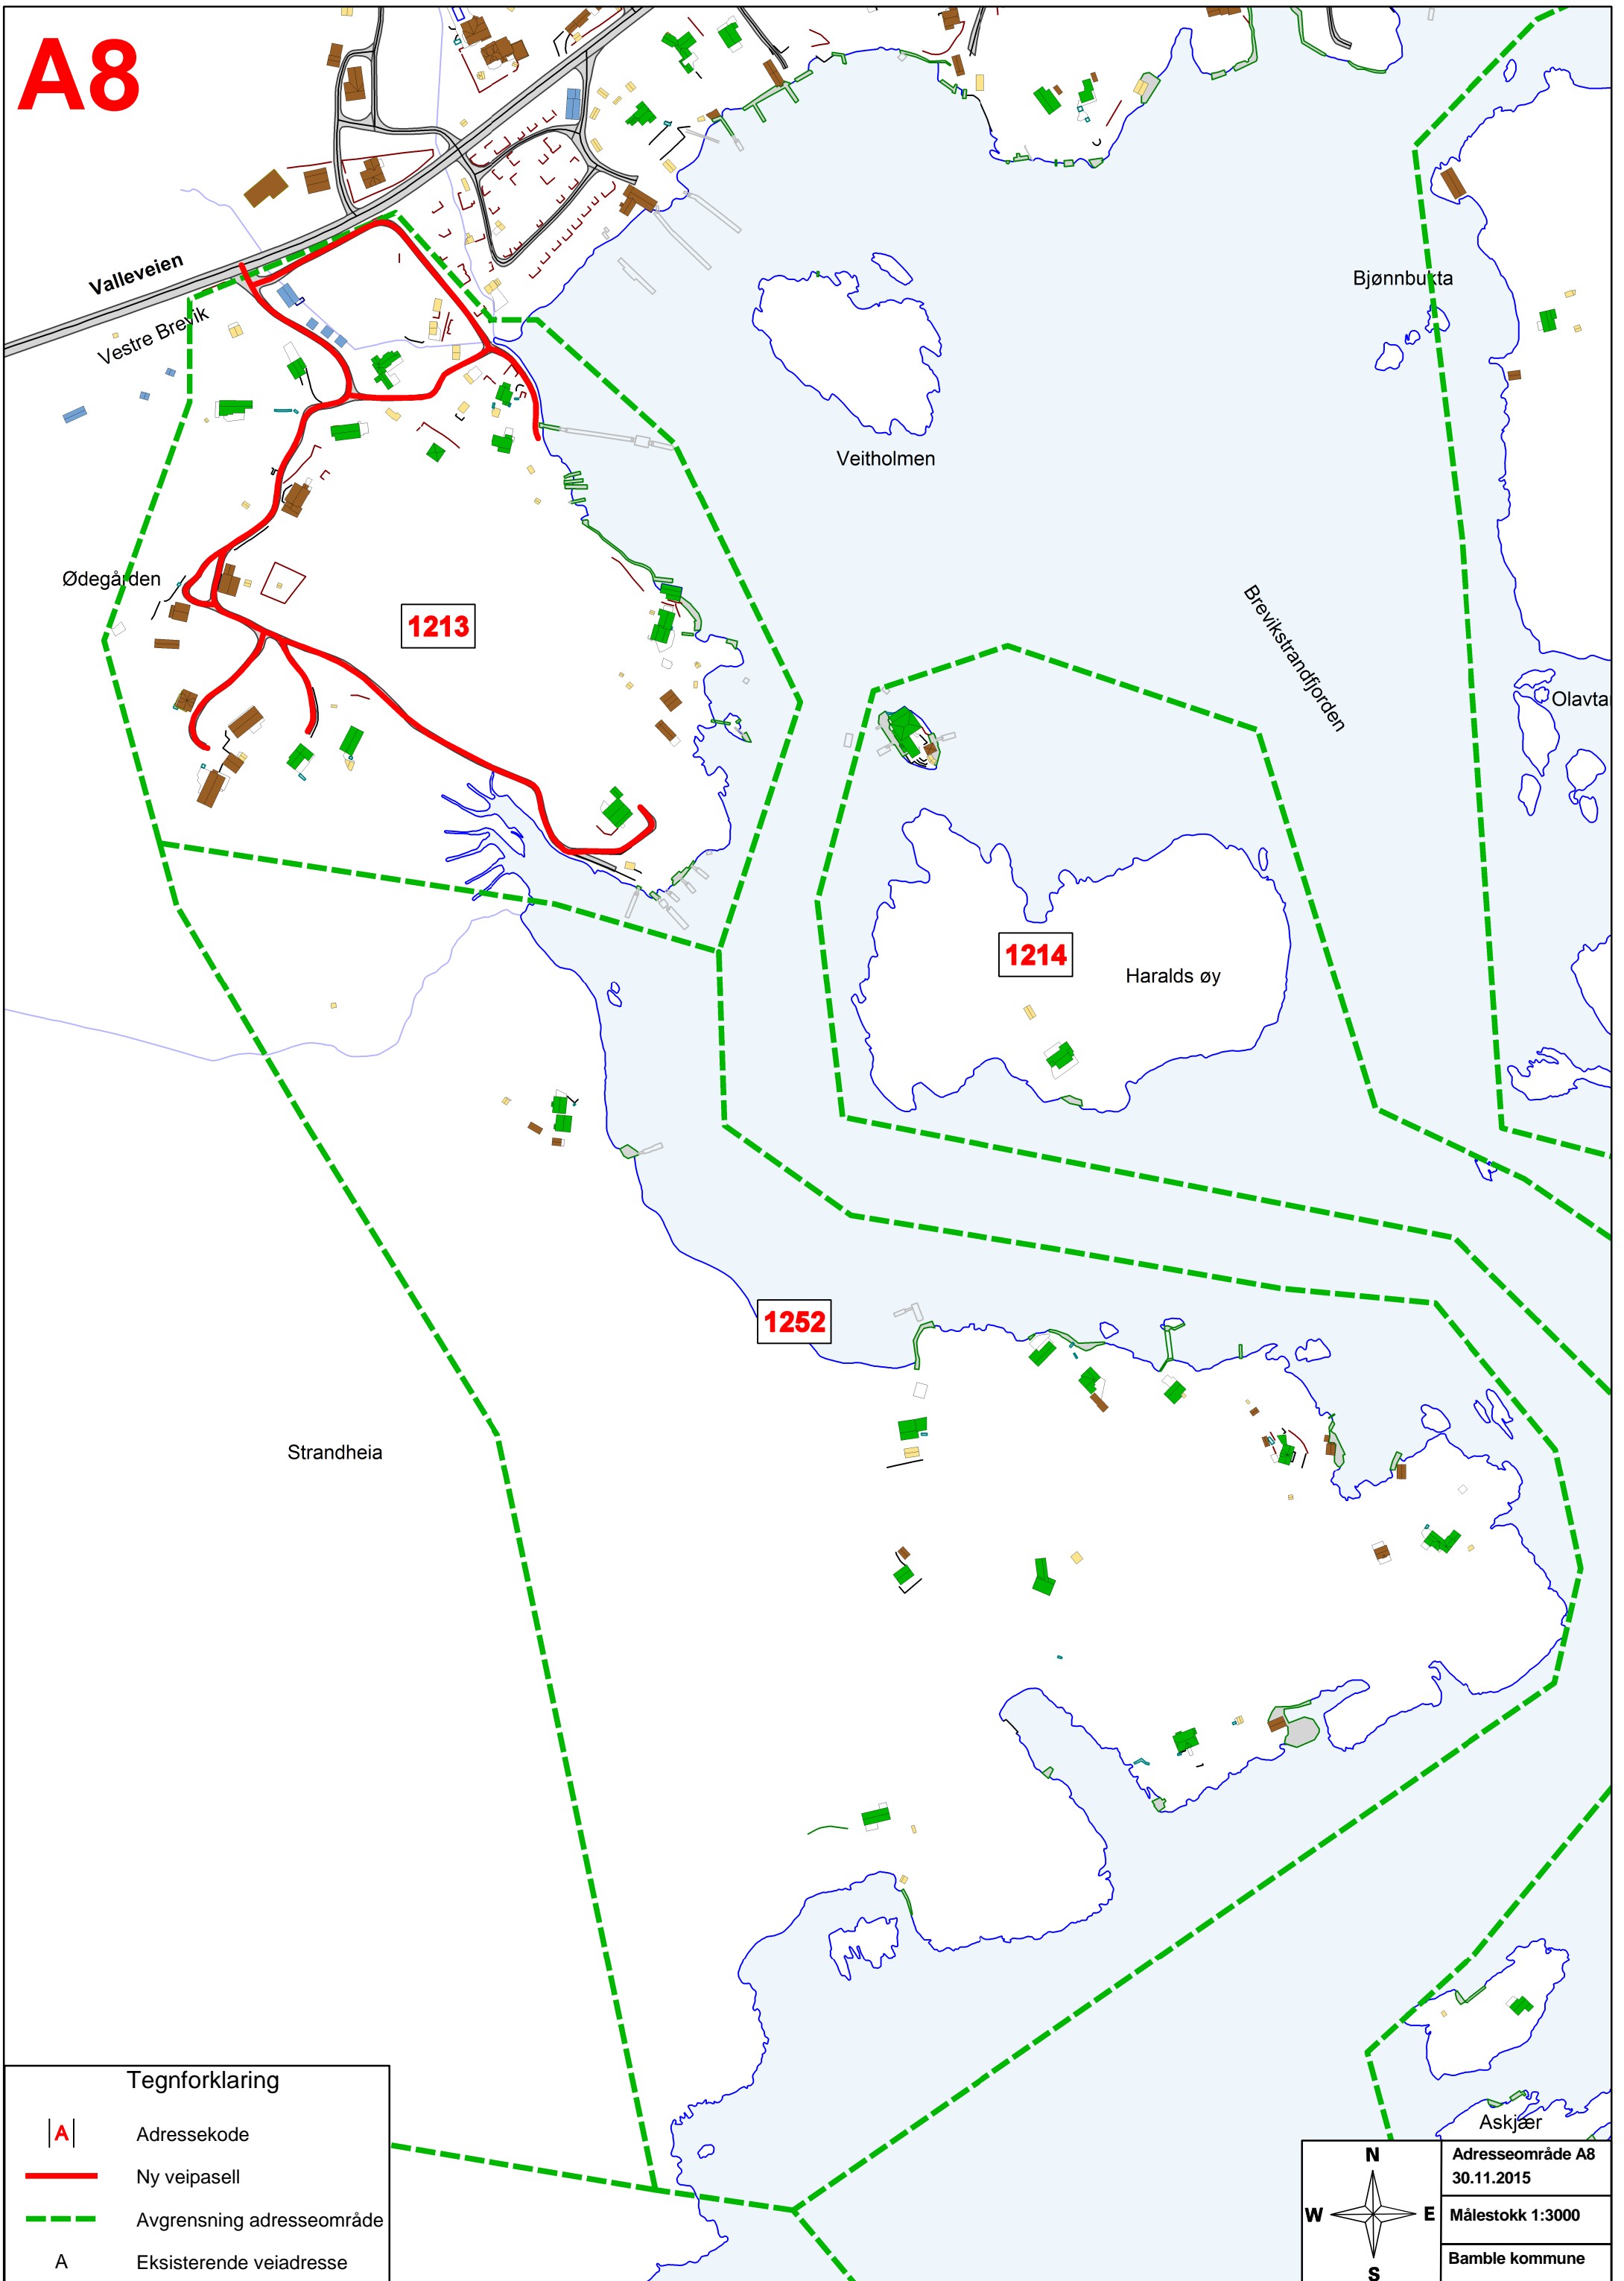 A8
Valleveien
Vestre Brevik
Bjønnbukta
Veitholmen
Ødegården
1213
Brevikstrandfjorden
Olavta
1214
Haralds øy
1252
Strandheia
Askjær
Tegnforklaring
A Adressekode
Ny veipasell
Avgrensning adresseområde
A Eksisterende veiadresse
N
W E
S
Adresseområde A8
30.11.2015
Målestokk 1:3000
Bamble kommune